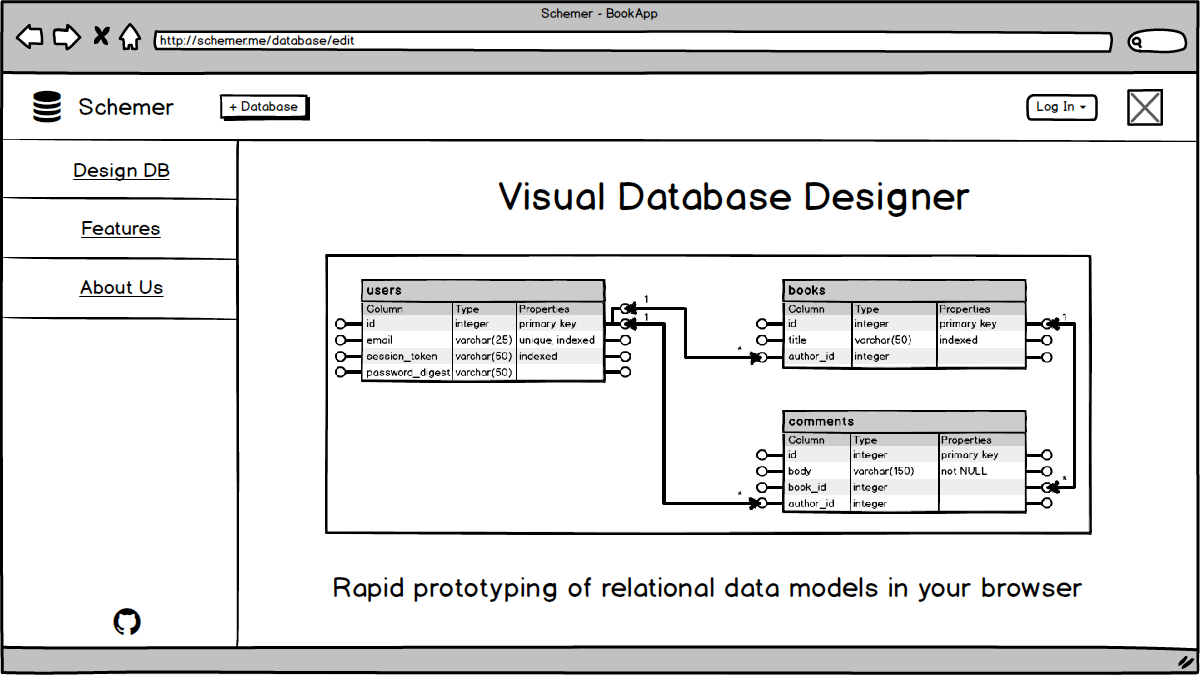 Schemer - BookApp
http://schemer.me/database/edit
Schemer
+ Database
Log In
Design DB
Features
About Us
Visual Database Designer
users
Column Type Properties
id integer primary key
email varchar(25) unique, indexed
session_token varchar(50) indexed
password_digest varchar(50)
1
1
*
*
books
Column Type Properties
id integer primary key
title varchar(50) indexed
author_id integer
1
comments
Column Type Properties
id integer primary key
body varchar(150) not NULL
book_id integer
author_id integer
*
Rapid prototyping of relational data models in your browser